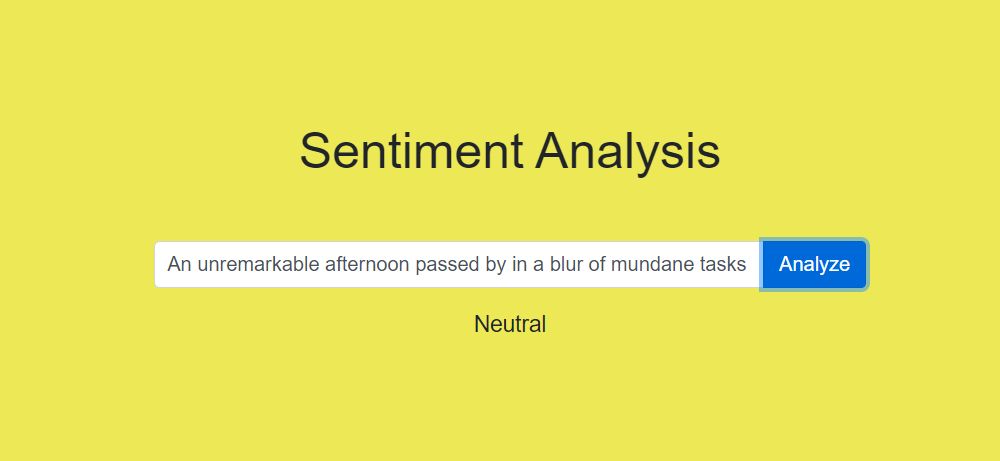 Sentiment Analysis
An unremarkable afternoon passed by in a blur of mundane tasks
Analyze
Neutral